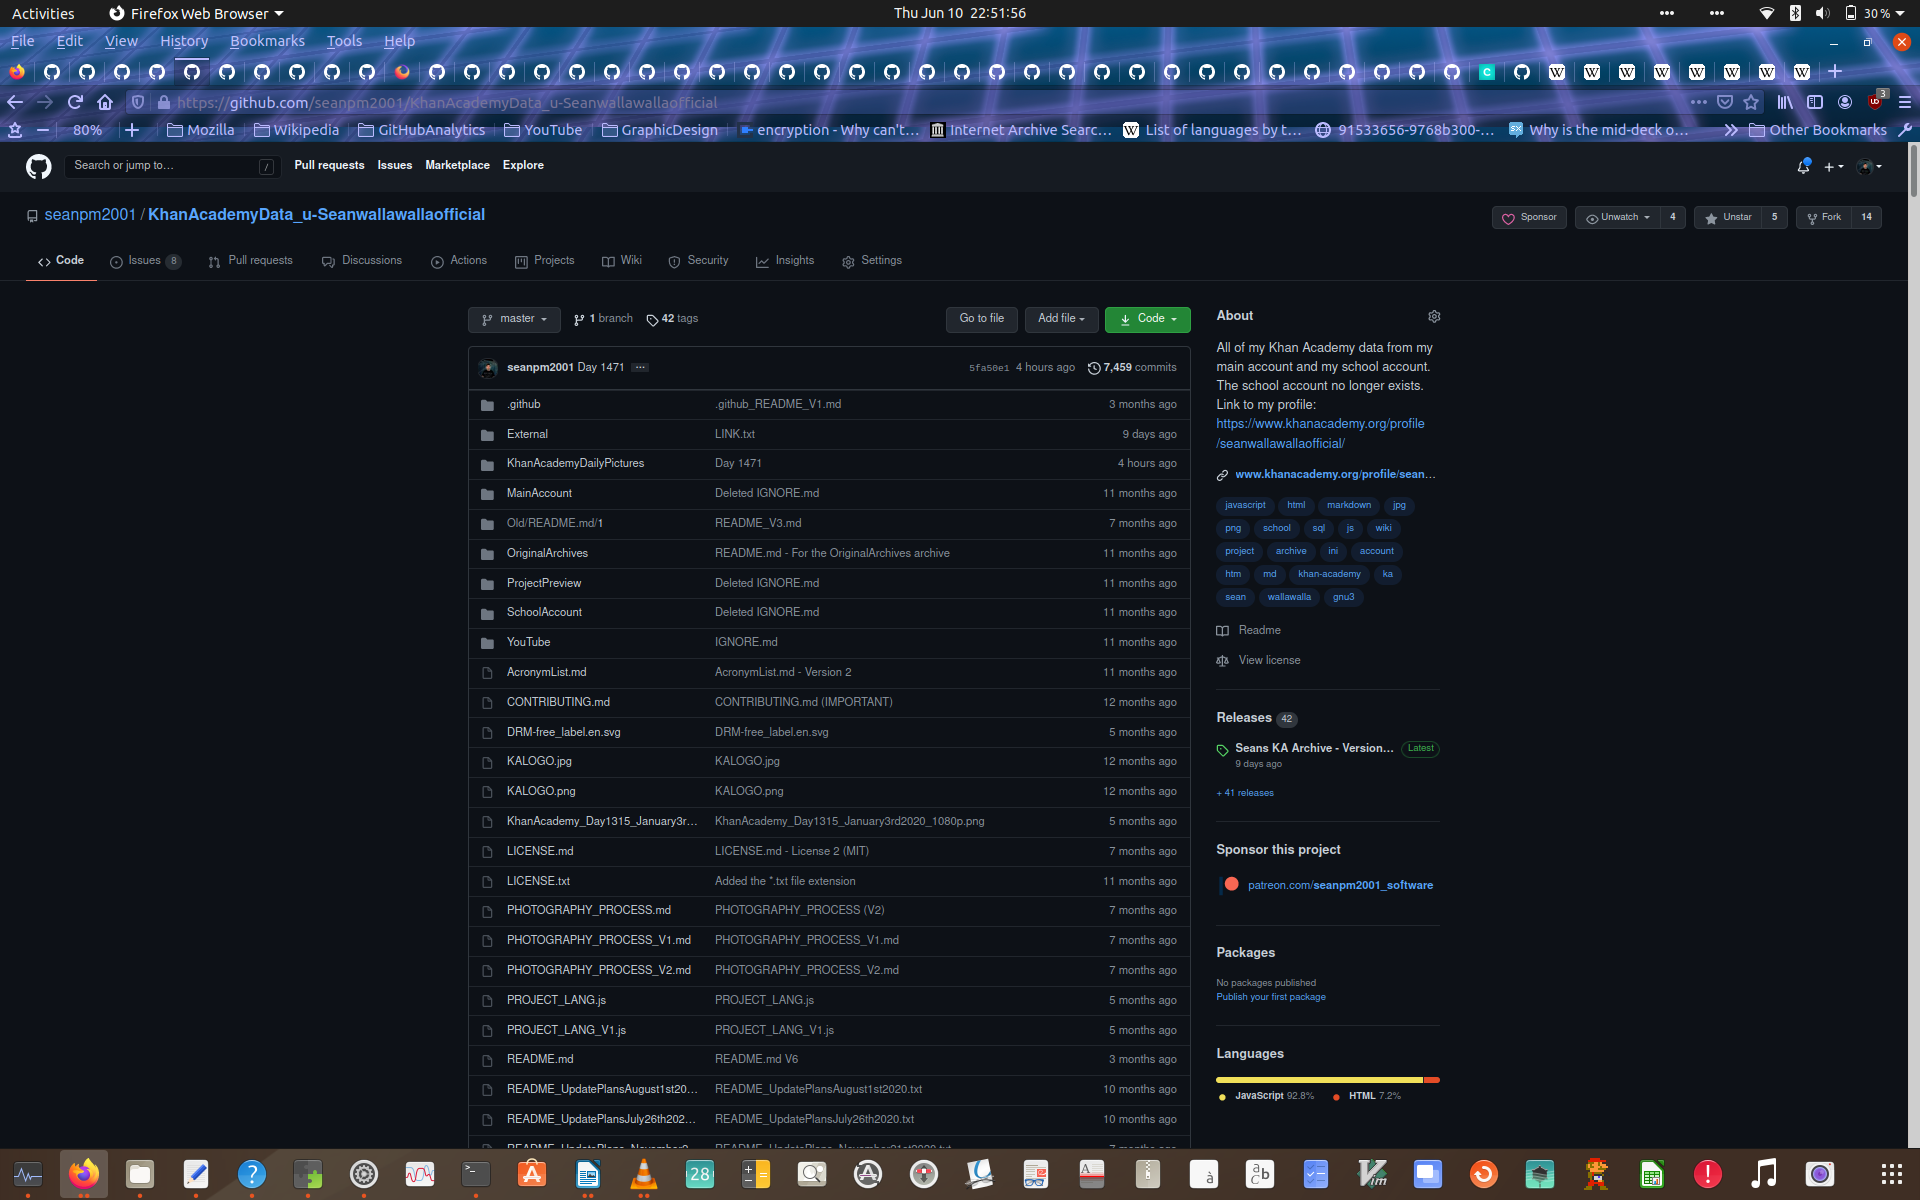 Activities
Firefox Web Browser
Thu Jun 10 22:51:56
30 %
File Edit View History Bookmarks Tools Help
https://github.com/seanpm2001/KhanAcademyData_u-Seanwallawallaofficial
3
80%
Mozilla
Wikipedia
GitHubAnalytics
YouTube
GraphicDesign
encryption - Why can't...
Internet Archive Searc...
List of languages by t...
91533656-9768b300-...
Why is the mid-deck o...
Other Bookmarks
Search or jump to... /
Pull requests Issues Marketplace Explore
seanpm2001 / KhanAcademyData_u-Seanwallawallaofficial
Sponsor
Unwatch 4
Unstar 5
Fork 14
Code
Issues 8
Pull requests
Discussions
Actions
Projects
Wiki
Security
Insights
Settings
master
1 branch
42 tags
Go to file
Add file
Code
seanpm2001 Day 1471 ... 5fa50e1 4 hours ago 7,459 commits
.github .github_README_V1.md 3 months ago
External LINK.txt 9 days ago
KhanAcademyDailyPictures Day 1471 4 hours ago
MainAccount Deleted IGNORE.md 11 months ago
Old/README.md/1 README_V3.md 7 months ago
OriginalArchives README.md - For the OriginalArchives archive 11 months ago
ProjectPreview Deleted IGNORE.md 11 months ago
SchoolAccount Deleted IGNORE.md 11 months ago
YouTube IGNORE.md 11 months ago
AcronymList.md AcronymList.md - Version 2 11 months ago
CONTRIBUTING.md CONTRIBUTING.md (IMPORTANT) 12 months ago
DRM-free_label.en.svg DRM-free_label.en.svg 5 months ago
KALOGO.jpg KALOGO.jpg 12 months ago
KALOGO.png KALOGO.png 12 months ago
KhanAcademy_Day1315_January3r... KhanAcademy_Day1315_January3rd2020_1080p.png 5 months ago
LICENSE.md LICENSE.md - License 2 (MIT) 7 months ago
LICENSE.txt Added the *.txt file extension 11 months ago
PHOTOGRAPHY_PROCESS.md PHOTOGRAPHY_PROCESS (V2) 7 months ago
PHOTOGRAPHY_PROCESS_V1.md PHOTOGRAPHY_PROCESS_V1.md 7 months ago
PHOTOGRAPHY_PROCESS_V2.md PHOTOGRAPHY_PROCESS_V2.md 7 months ago
PROJECT_LANG.js PROJECT_LANG.js 5 months ago
PROJECT_LANG_V1.js PROJECT_LANG_V1.js 5 months ago
README.md README.md V6 3 months ago
README_UpdatePlansAugust1st20... README_UpdatePlansAugust1st2020.txt 10 months ago
README_UpdatePlansJuly26th202... README_UpdatePlansJuly26th2020.txt 10 months ago
About
All of my Khan Academy data from my
main account and my school account.
The school account no longer exists.
Link to my profile:
https://www.khanacademy.org/profile
/seanwallawallaofficial/
www.khanacademy.org/profile/sean...
javascript html markdown jpg
png school sql js wiki
project archive ini account
htm md khan-academy ka
sean wallawalla gnu3
Readme
View license
Releases 42
Seans KA Archive - Version... Latest
9 days ago
+ 41 releases
Sponsor this project
patreon.com/seanpm2001_software
Packages
No packages published
Publish your first package
Languages
JavaScript 92.8% HTML 7.2%
28